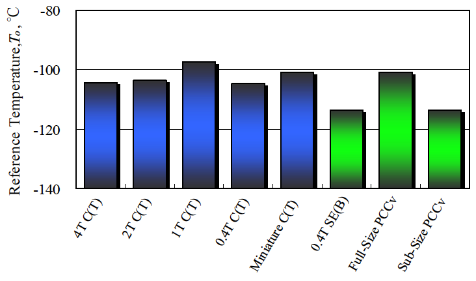 Reference Temperature,To, °C
-80
-100
-120
-140
4T C(T)
2T C(T)
1T C(T)
0.4T C(T)
Miniature C(T)
0.4T SE(B)
Full-Size PCCv
Sub-Size PCCv